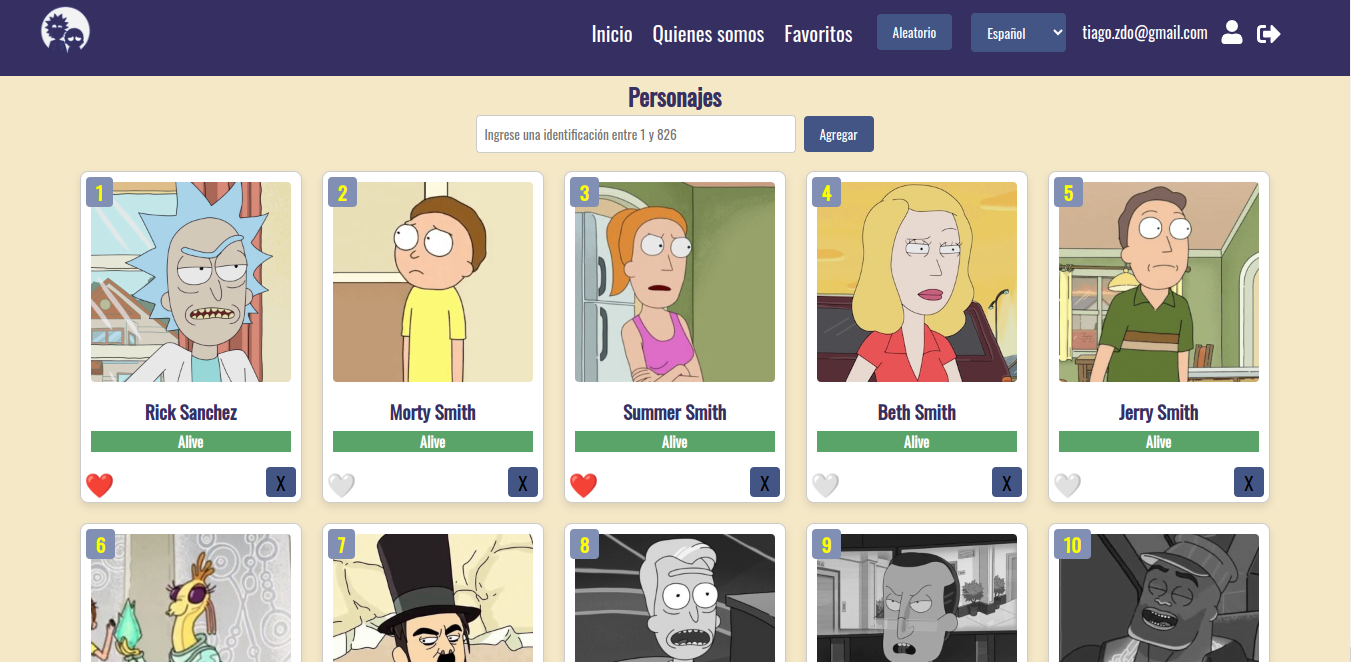 Inicio Quienes somos Favoritos Aleatorio Español tiago.zdo@gmail.com
Personajes
Ingrese una identificación entre 1 y 826 Agregar
1 2 3 4 5
Rick Sanchez Morty Smith Summer Smith Beth Smith Jerry Smith
Alive Alive Alive Alive Alive
X X X X X
6 7 8 9 10